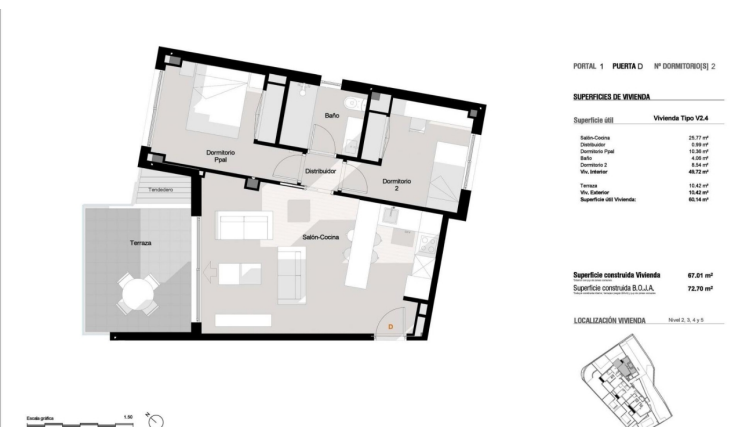 PORTAL 1 PUERTA D Nº DORMITORIO[S] 2
SUPERFICIES DE VIVIENDA
Superficie útil Vivienda Tipo V2.4
Salón-Cocina 25,77 m²
Distribuidor 0.99 m²
Dormitorio Ppal 10.36 m²
Baño 4.06 m²
Dormitorio 2 8.54 m²
Viv. Interior 49,72 m²
Terraza 10.42 m²
Viv. Exterior 10.42 m²
Superficie útil Vivienda: 60,14 m²
Superficie construida Vivienda 67.01 m²
Superficie construida B.O.J.A. 72.70 m²
LOCALIZACIÓN VIVIENDA Nivel 2, 3, 4 y 5
Baño
Dormitorio
Ppal
Distribuidor
Dormitorio
2
Tendedero
Terraza
Salón-Cocina
D
Escala gráfica 1.50
N